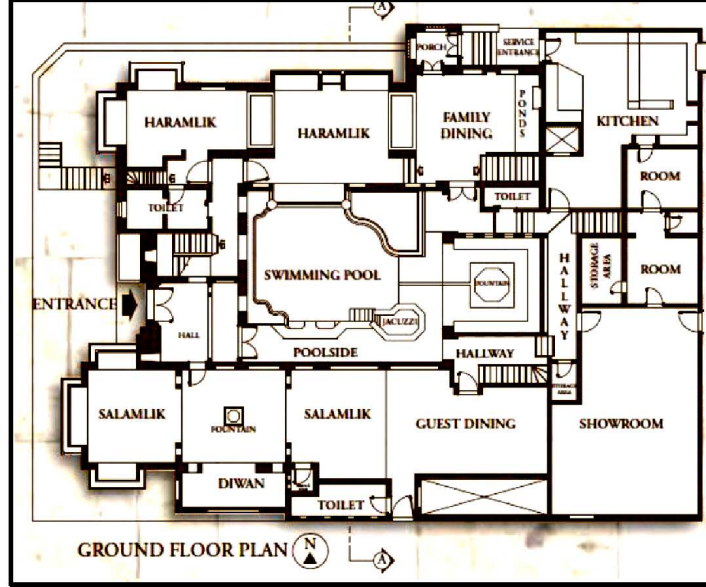 A
PORCH
SERVICE
ENTRANCE
HARAMLIK
HARAMLIK
FAMILY
DINING
PONDS
KITCHEN
ROOM
TOILET
TOILET
SWIMMING POOL
FOUNTAIN
HALLWAY
STORAGE
AREA
ROOM
ENTRANCE
HALL
JACUZZI
POOLSIDE
HALLWAY
STORAGE
AREA
SALAMLIK
FOUNTAIN
SALAMLIK
GUEST DINING
SHOWROOM
DIWAN
TOILET
GROUND FLOOR PLAN
N
A